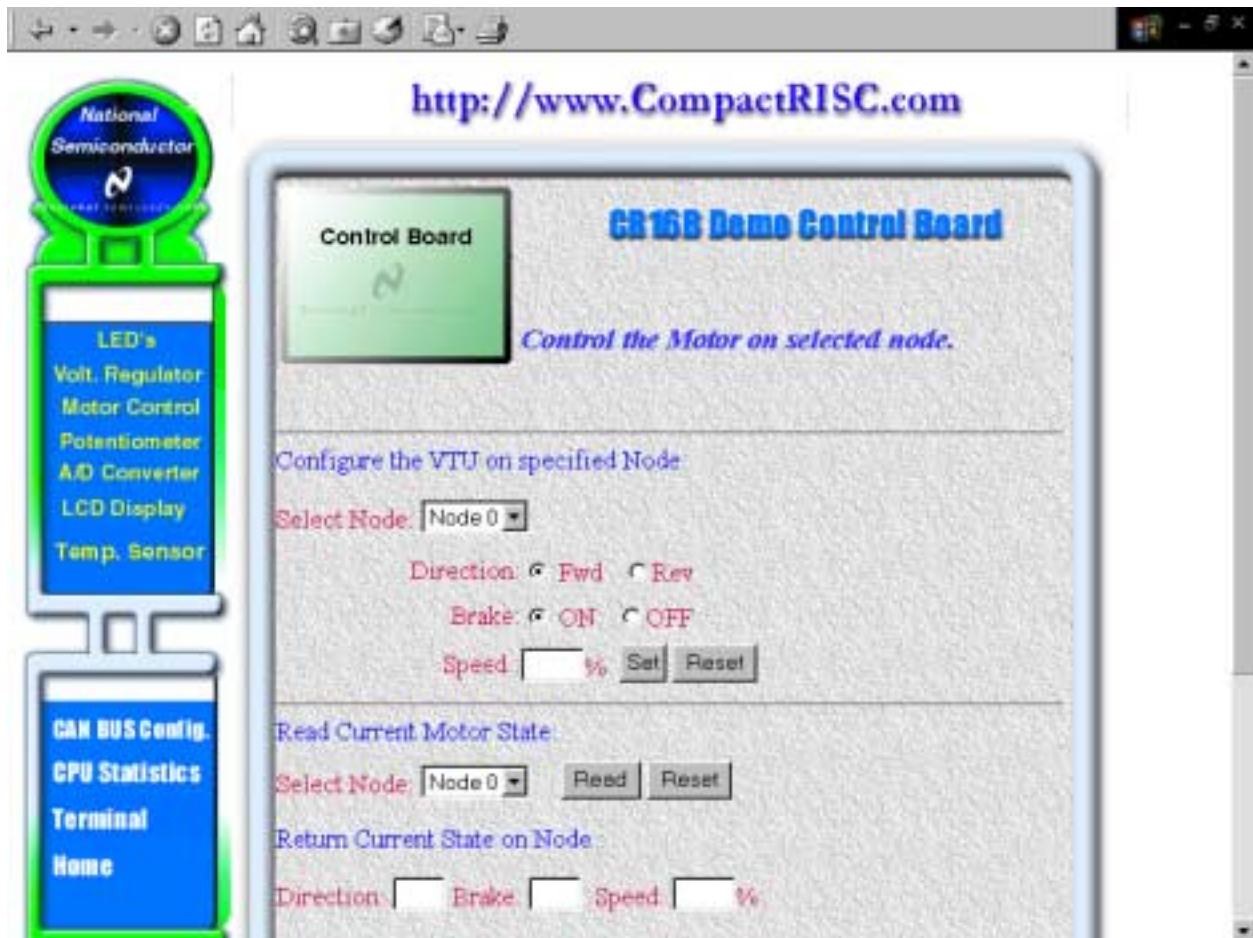 http://www.CompactRISC.com
National
Semiconductor
LED's
Volt. Regulator
Motor Control
Potentiometer
A/D Converter
LCD Display
Temp. Sensor
CAN BUS Config.
CPU Statistics
Terminal
Home
Control Board
CR16B Demo Control Board
Control the Motor on selected node.
Configure the VTU on specified Node
Select Node: Node 0
Direction: Fwd Rev
Brake: ON OFF
Speed: % Set Reset
Read Current Motor State:
Select Node: Node 0 Read Reset
Return Current State on Node :
Direction: Brake: Speed: %